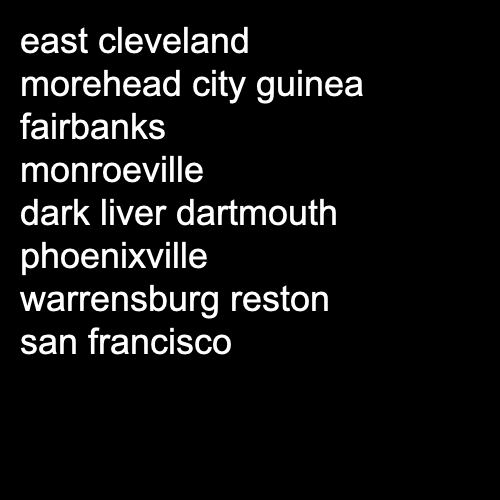 east cleveland
morehead city guinea
fairbanks
monroeville
dark liver dartmouth
phoenixville
warrensburg reston
san francisco